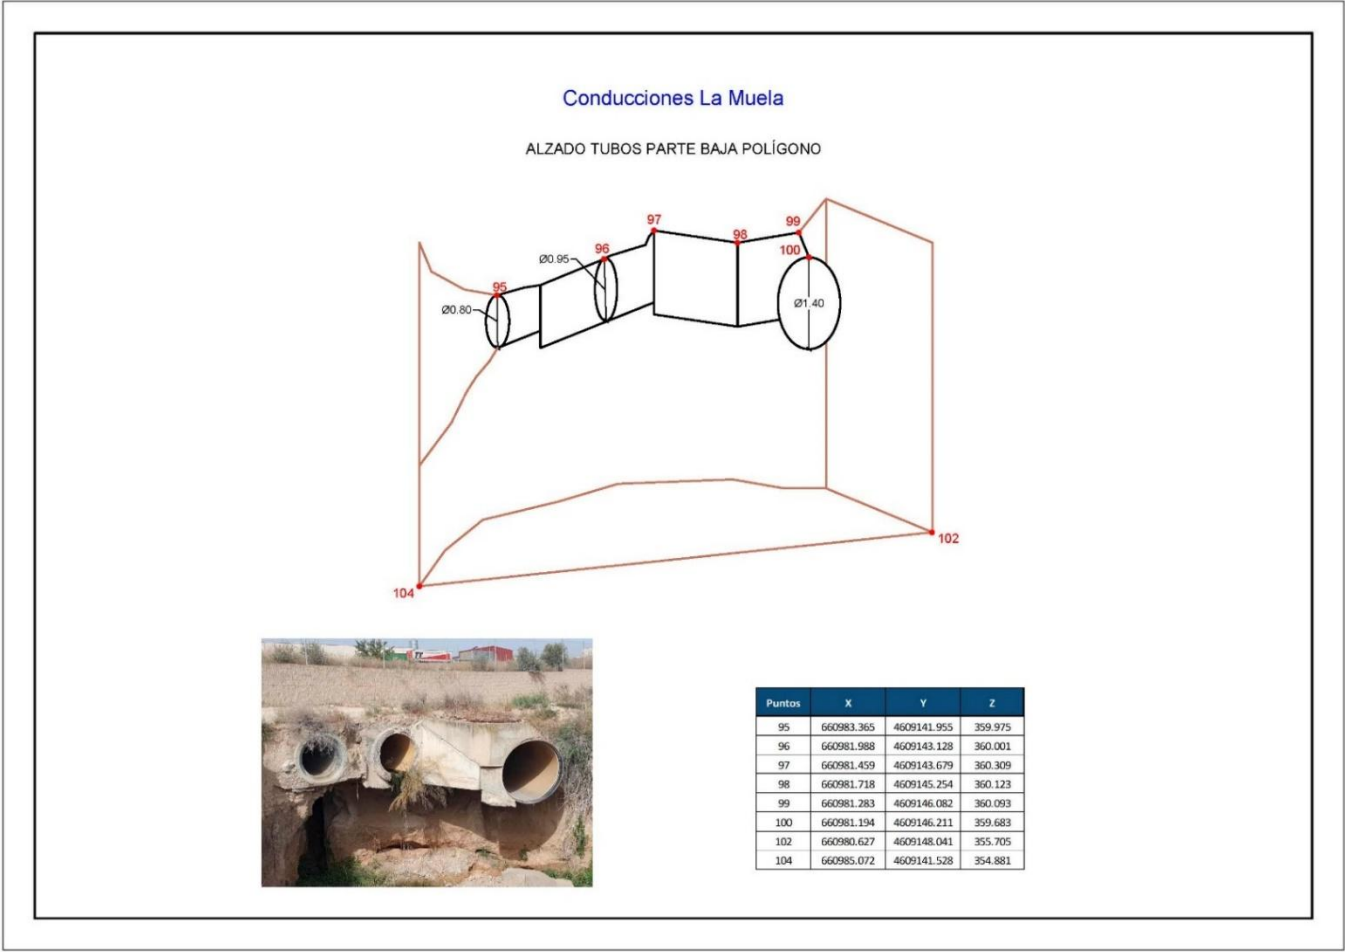 Conducciones La Muela
ALZADO TUBOS PARTE BAJA POLÍGONO
97
99
98
96
100
Ø0.95
95
Ø1.40
Ø0.80
102
104
Puntos X Y Z
95 660983.365 4609141.955 359.975
96 660981.988 4609143.128 360.001
97 660981.459 4609143.679 360.309
98 660981.718 4609145.254 360.123
99 660981.283 4609146.082 360.093
100 660981.194 4609146.211 359.683
102 660980.627 4609148.041 355.705
104 660985.072 4609141.528 354.881